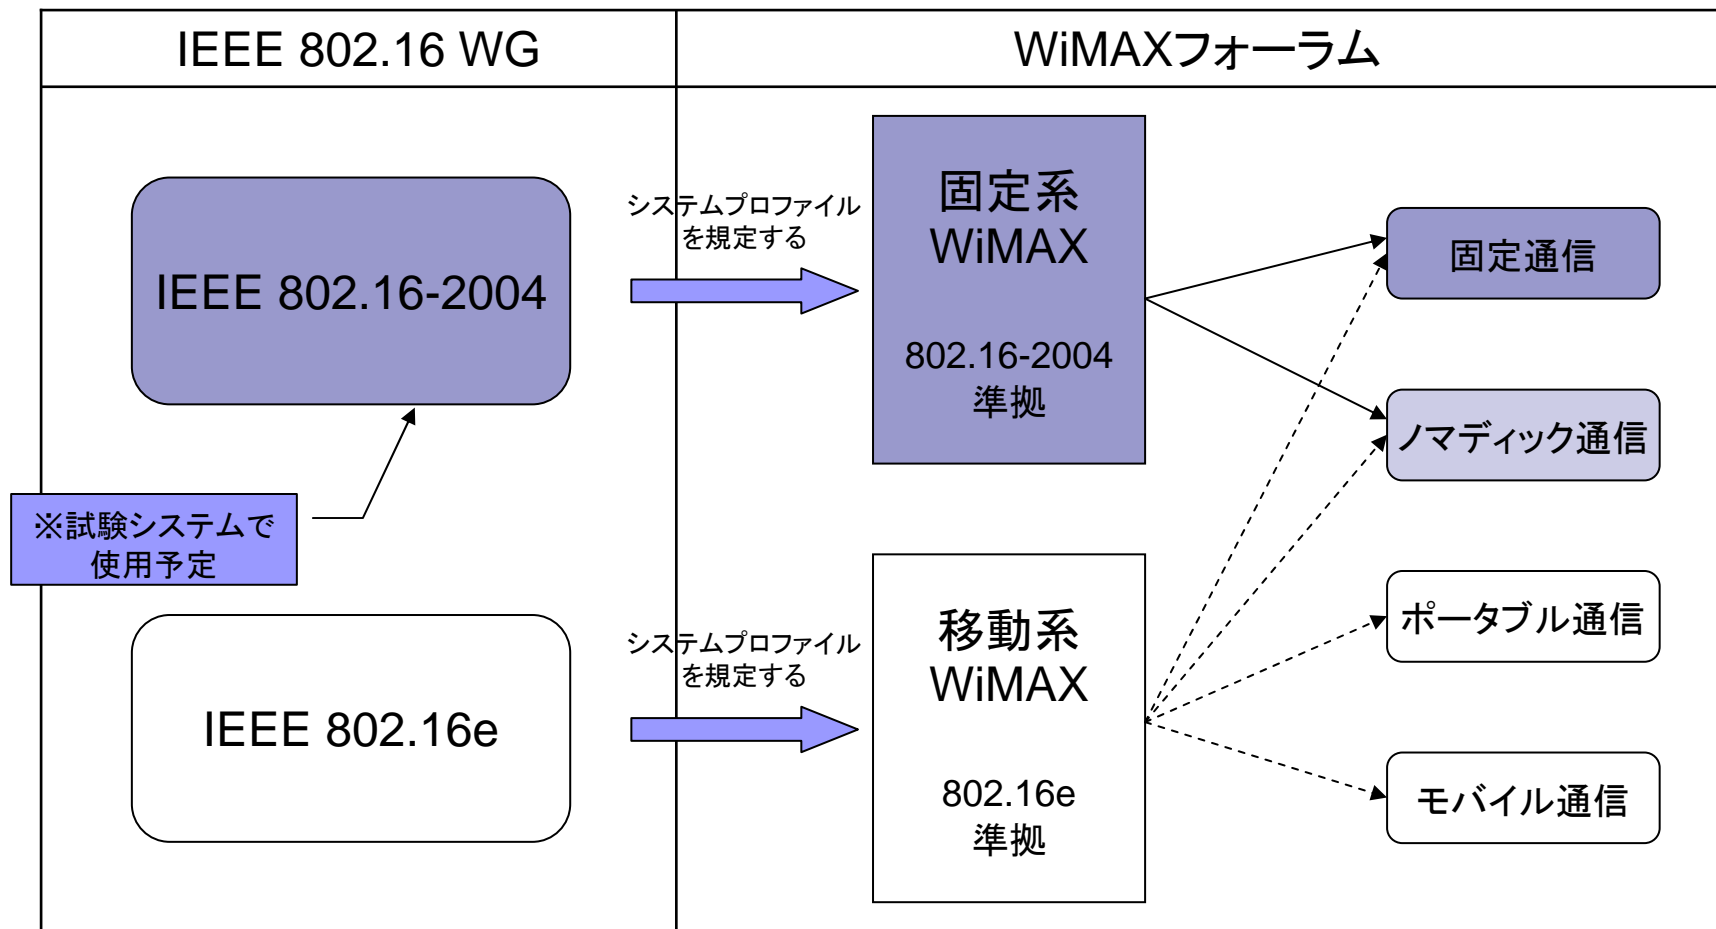 IEEE 802.16 WG
WiMAXフォーラム
IEEE 802.16-2004
システムプロファイル
を規定する
固定系
WiMAX
802.16-2004
準拠
固定通信
ノマディック通信
※試験システムで
使用予定
IEEE 802.16e
システムプロファイル
を規定する
移動系
WiMAX
802.16e
準拠
ポータブル通信
モバイル通信